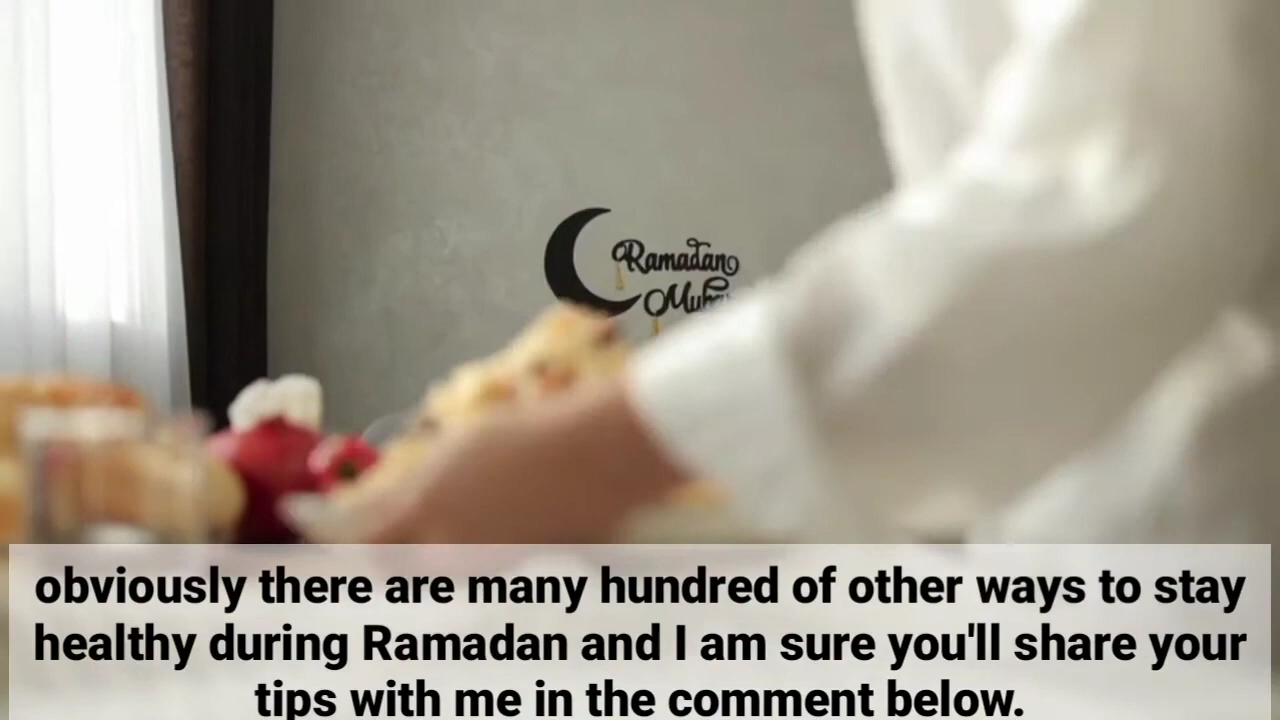 Ramadan
obviously there are many hundred of other ways to stay
healthy during Ramadan and I am sure you'll share your
tips with me in the comment below.